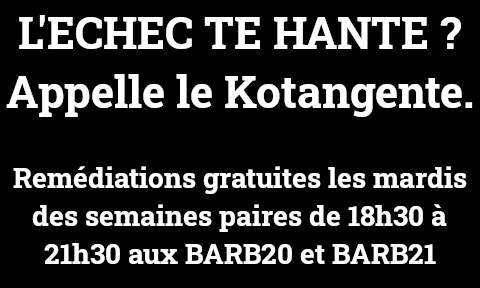 L'ECHEC TE HANTE ?
Appelle le Kotangente.
Remédiations gratuites les mardis
des semaines paires de 18h30 à
21h30 aux BARB20 et BARB21